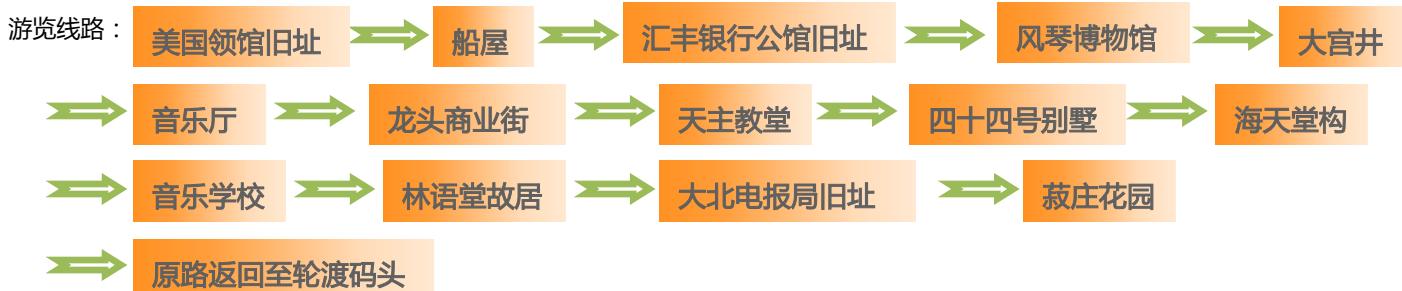 游览线路： 美国领馆旧址 船屋 汇丰银行公馆旧址 风琴博物馆 大宫井
音乐厅 龙头商业街 天主教堂 四十四号别墅 海天堂构
音乐学校 林语堂故居 大北电报局旧址 菽庄花园
原路返回至轮渡码头